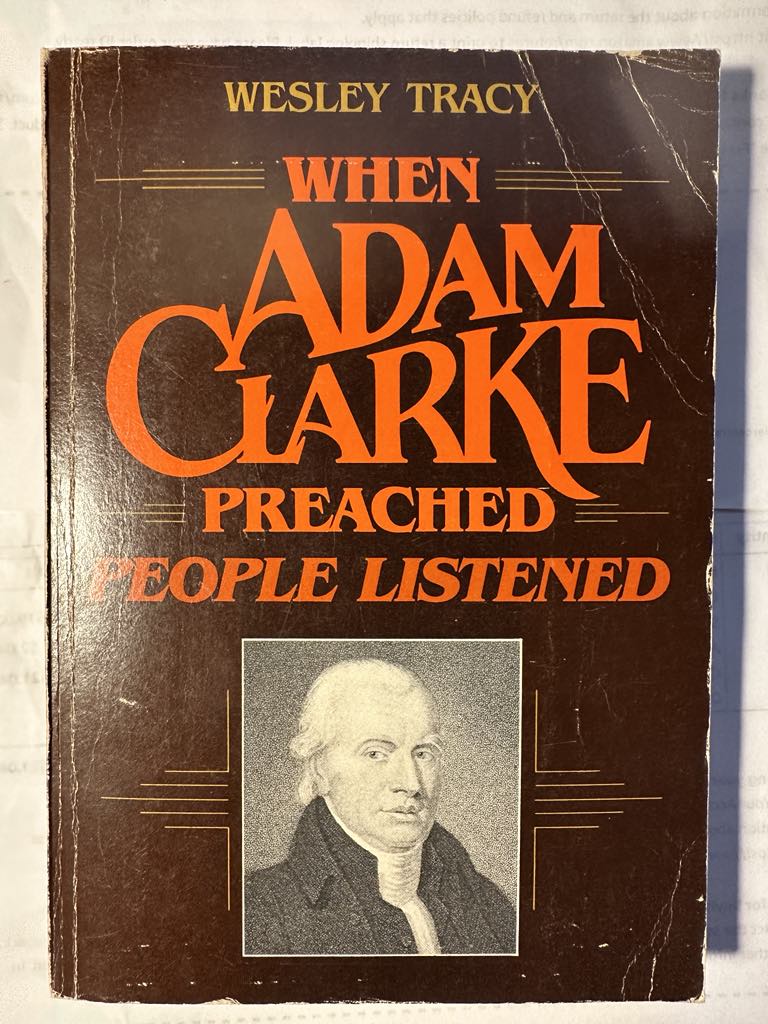 WESLEY TRACY
WHEN
ADAM
CLARKE
PREACHED
PEOPLE LISTENED